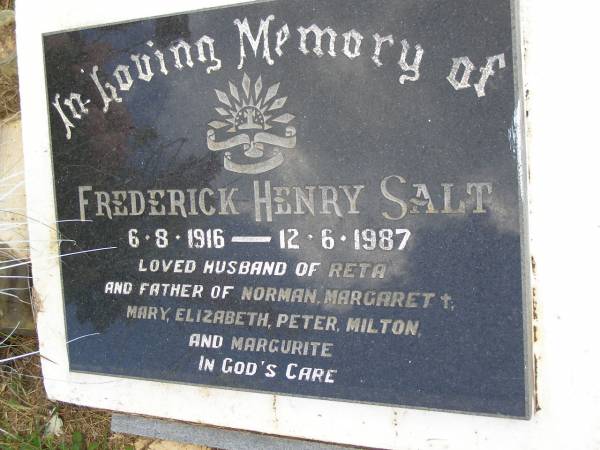 In Loving Memory of
FREDERICK HENRY SALT
6·8·1916 — 12·6·1987
LOVED HUSBAND OF RETA
AND FATHER OF NORMAN, MARGARET †,
MARY, ELIZABETH, PETER, MILTON,
AND MARGURITE
IN GOD'S CARE